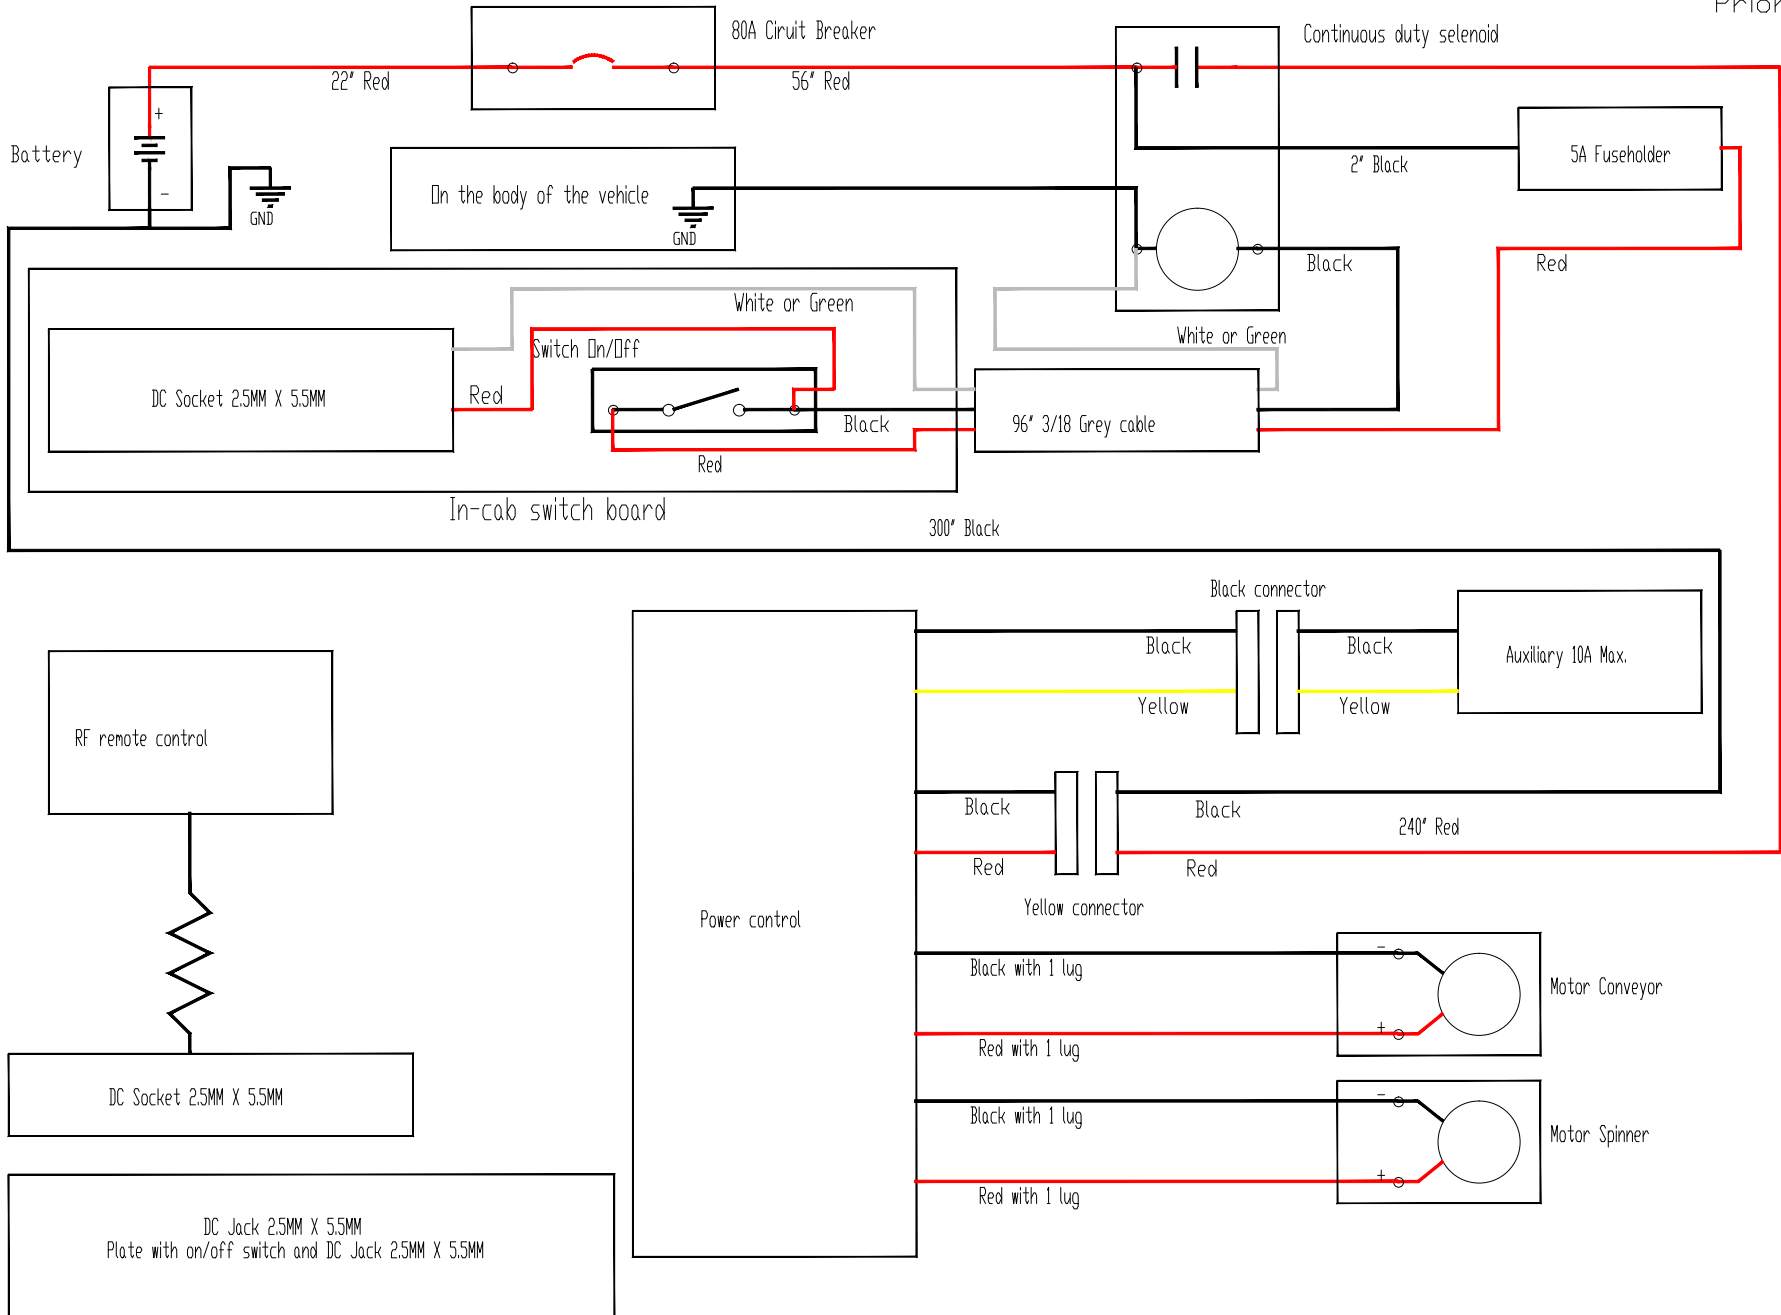 Prior
80A Ciruit Breaker
Continuous duty selenoid
22" Red
56" Red
+
Battery
-
GND
On the body of the vehicle
GND
2" Black
5A Fuseholder
Black
Red
White or Green
White or Green
Switch On/Off
DC Socket 2.5MM X 5.5MM
Red
Black
96" 3/18 Grey cable
Red
In-cab switch board
300" Black
Black connector
Black
Black
Auxiliary 10A Max.
Yellow
Yellow
RF remote control
Black
Black
240" Red
Red
Red
Yellow connector
Power control
-
Black with 1 lug
Motor Conveyor
+
Red with 1 lug
DC Socket 2.5MM X 5.5MM
-
Black with 1 lug
Motor Spinner
+
Red with 1 lug
DC Jack 2.5MM X 5.5MM
Plate with on/off switch and DC Jack 2.5MM X 5.5MM